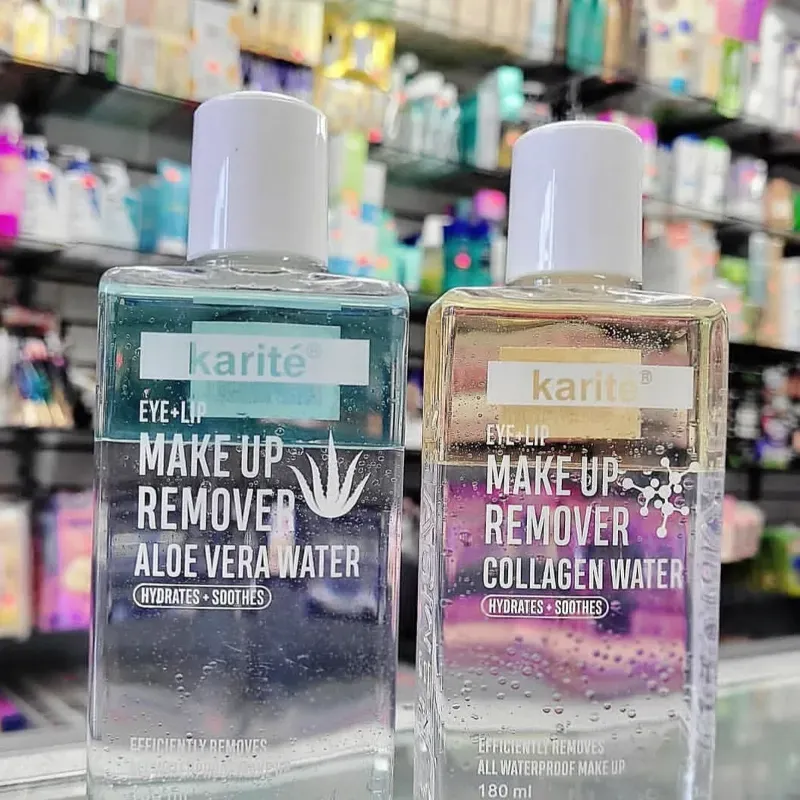 karité®
EYE+LIP
MAKE UP
REMOVER
ALOE VERA WATER
HYDRATES + SOOTHES
EFFICIENTLY REMOVES
karité®
EYE+LIP
MAKE UP
REMOVER
COLLAGEN WATER
HYDRATES + SOOTHES
EFFICIENTLY REMOVES
ALL WATERPROOF MAKE UP
180 ml